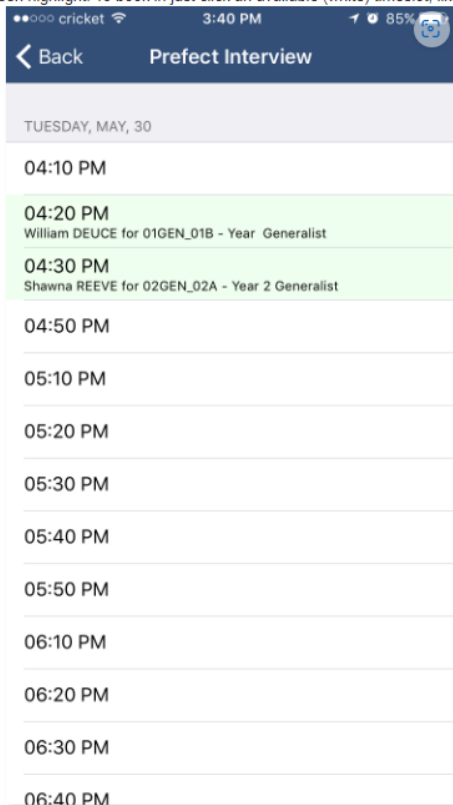 cricket 3:40 PM 85%
Back Prefect Interview
TUESDAY, MAY, 30
04:10 PM
04:20 PM
William DEUCE for 01GEN_01B - Year Generalist
04:30 PM
Shawna REEVE for 02GEN_02A - Year 2 Generalist
04:50 PM
05:10 PM
05:20 PM
05:30 PM
05:40 PM
05:50 PM
06:10 PM
06:20 PM
06:30 PM
06:40 PM